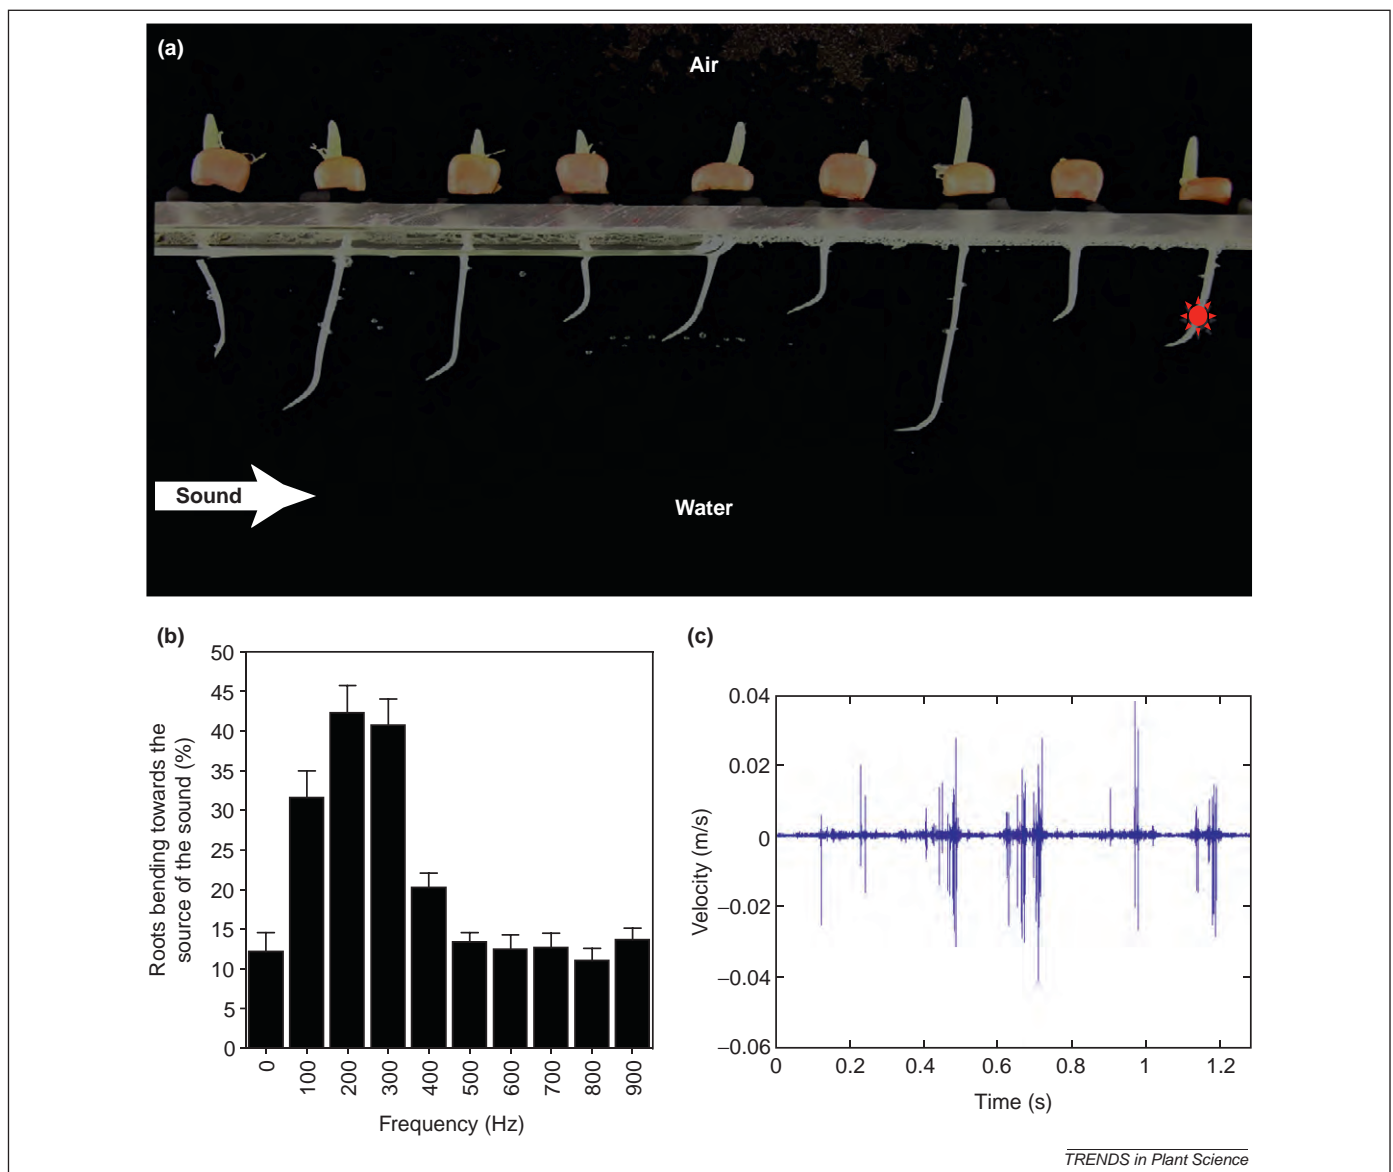 (a)
Air
Sound
Water
(b)
50
45
40
35
30
25
20
15
10
5
0
Roots bending towards the
source of the sound (%)
0
100
200
300
400
500
600
700
800
900
Frequency (Hz)
(c)
0.04
0.02
0
−0.02
−0.04
−0.06
Velocity (m/s)
0
0.2
0.4
0.6
0.8
1
1.2
Time (s)
TRENDS in Plant Science